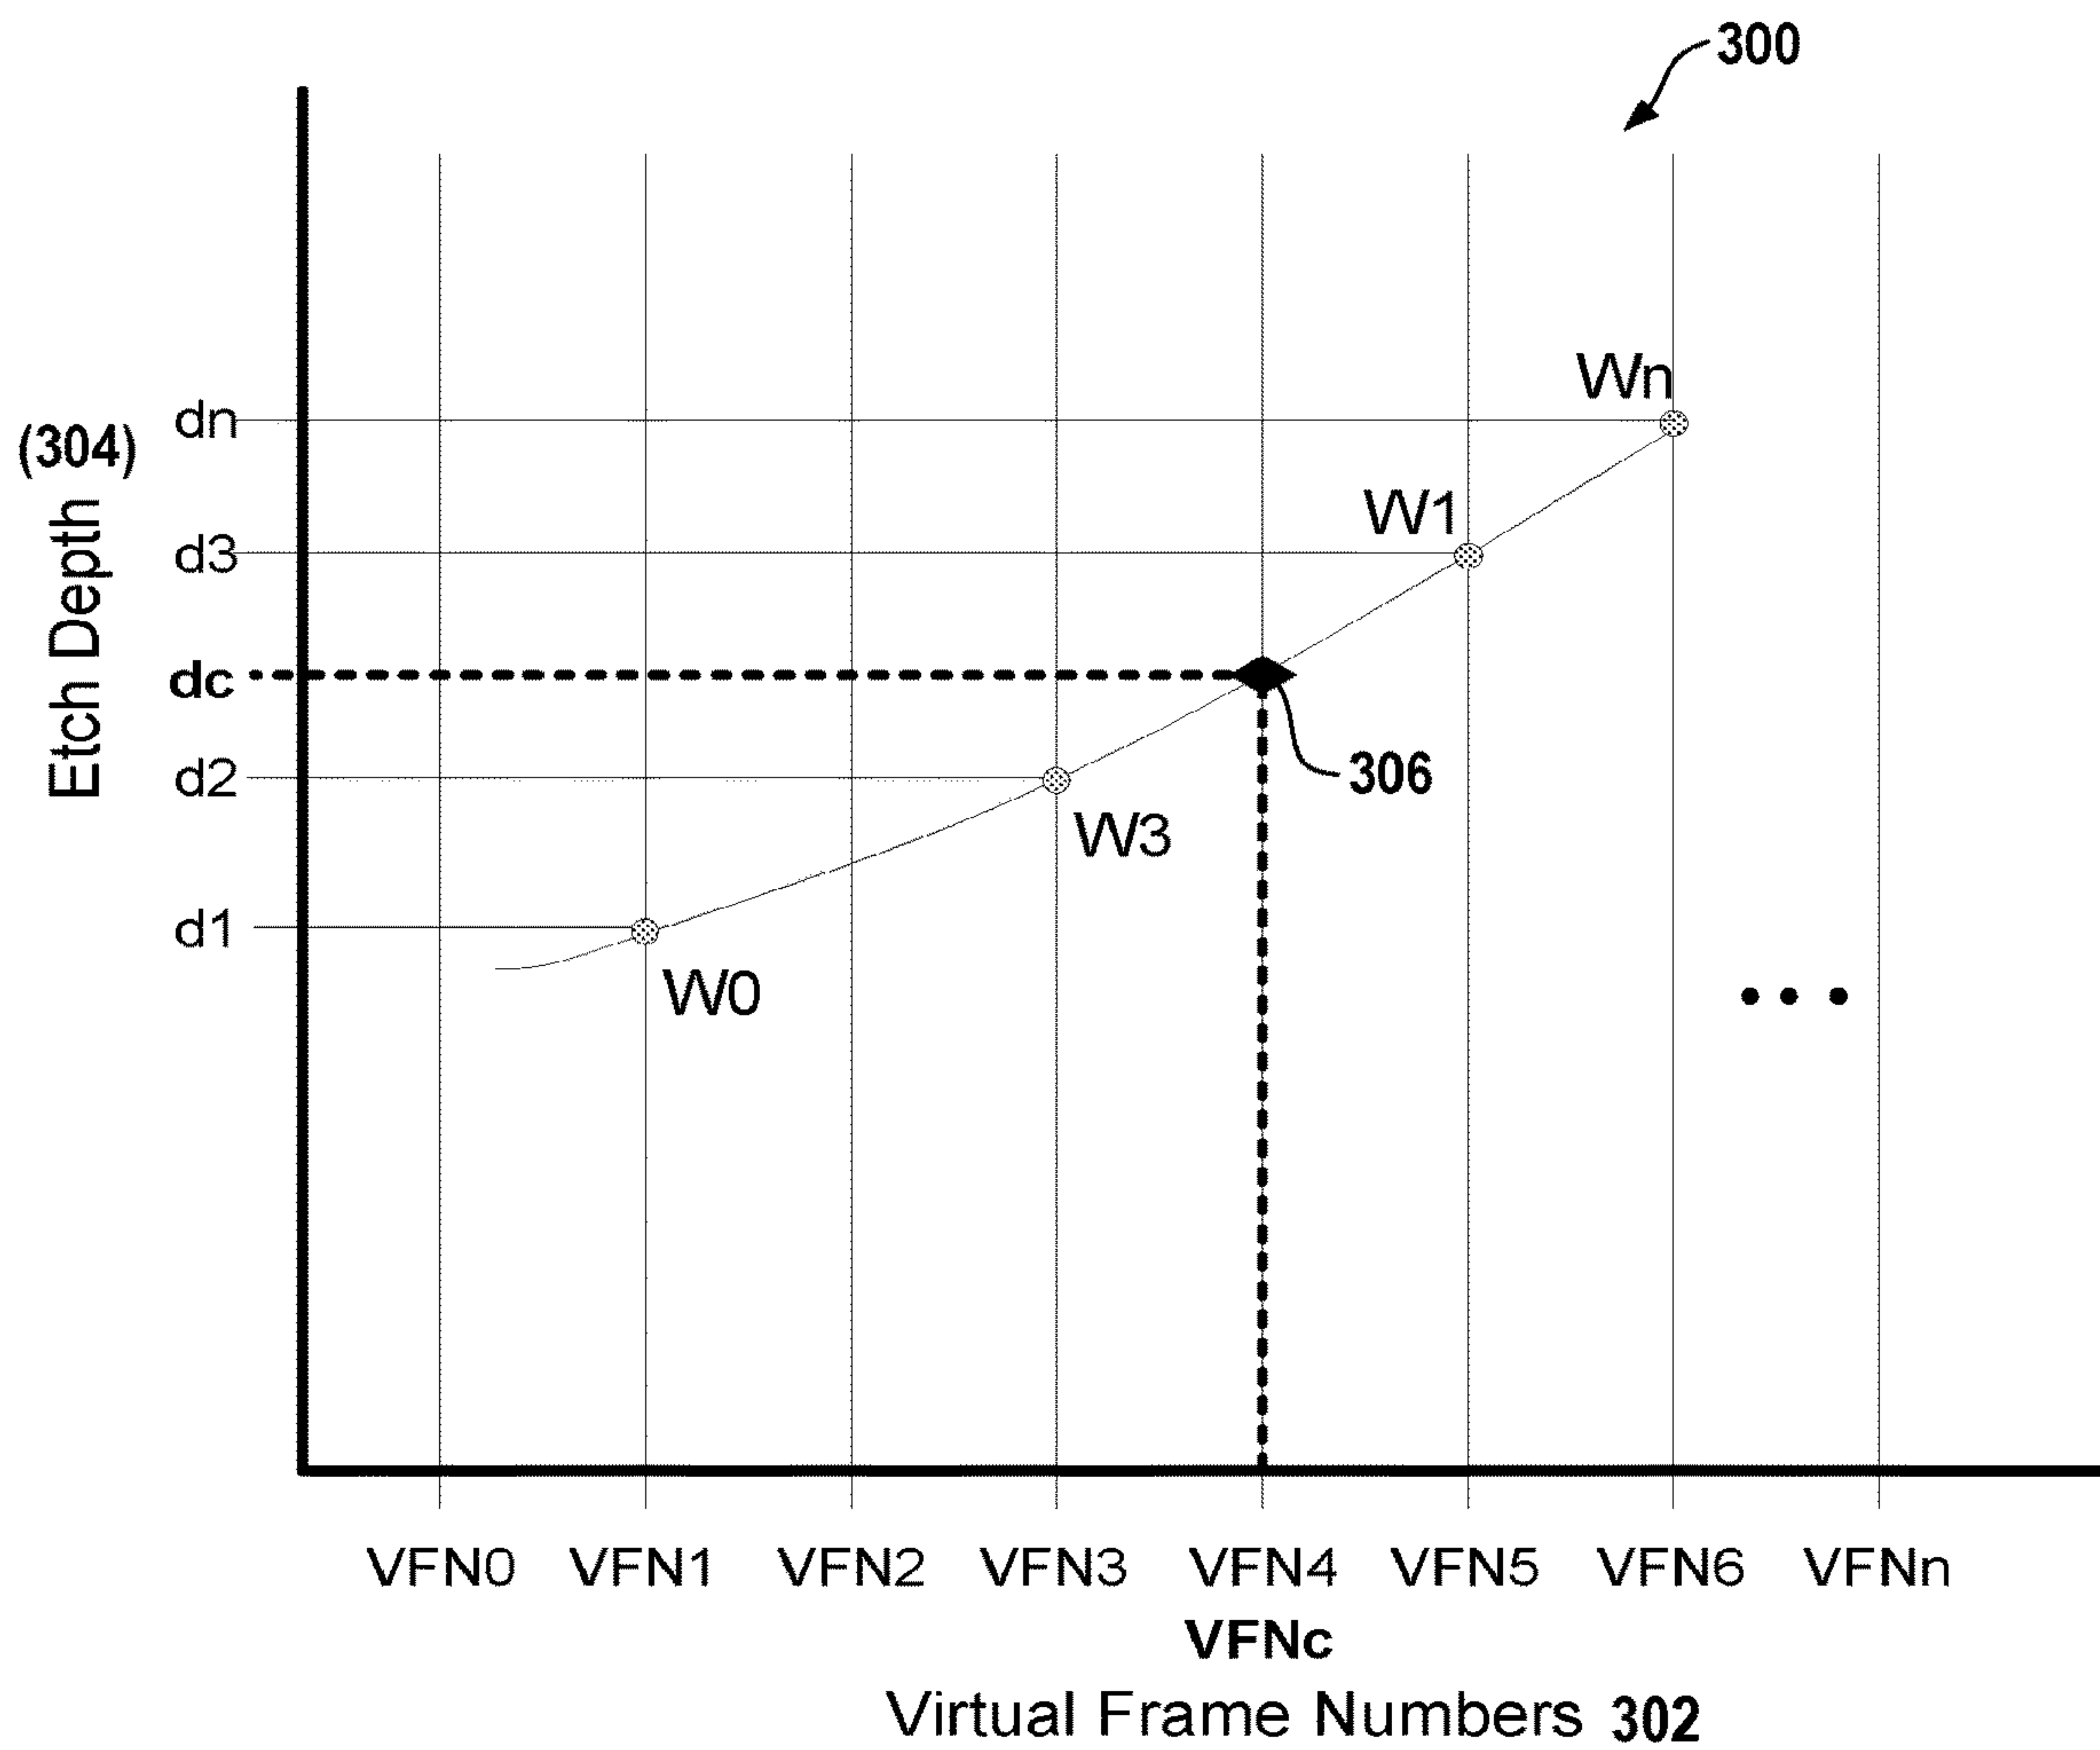 300
Wn
dn
(304)
Etch Depth
W1
d3
dc
306
d2
W3
d1
W0
VFN0 VFN1 VFN2 VFN3 VFN4 VFN5 VFN6 VFNn
VFNc
Virtual Frame Numbers 302